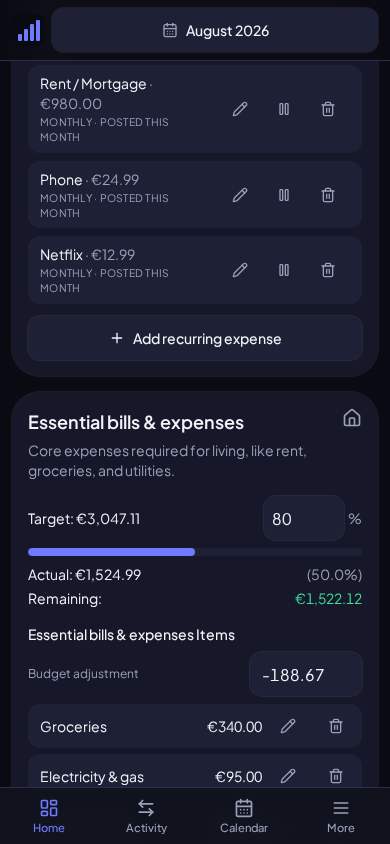 August 2026
Rent / Mortgage ·
€980.00
MONTHLY · POSTED THIS
MONTH
Phone · €24.99
MONTHLY · POSTED THIS
MONTH
Netflix · €12.99
MONTHLY · POSTED THIS
MONTH
+ Add recurring expense
Essential bills & expenses
Core expenses required for living, like rent,
groceries, and utilities.
Target: €3,047.11 80 %
Actual: €1,524.99 (50.0%)
Remaining: €1,522.12
Essential bills & expenses Items
Budget adjustment -188.67
Groceries €340.00
Electricity & gas €95.00
Home Activity Calendar More